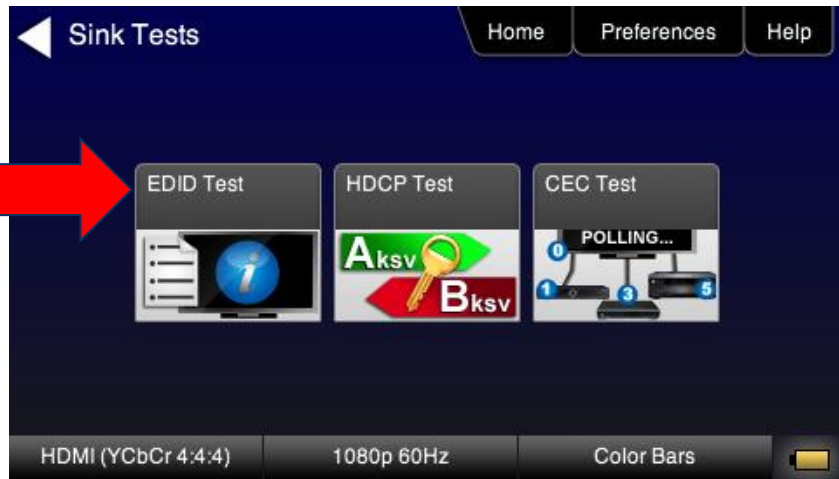 Sink Tests
Home
Preferences
Help
EDID Test
HDCP Test
CEC Test
i
Aksv
Bksv
POLLING...
0
1
3
5
HDMI (YCbCr 4:4:4)
1080p 60Hz
Color Bars